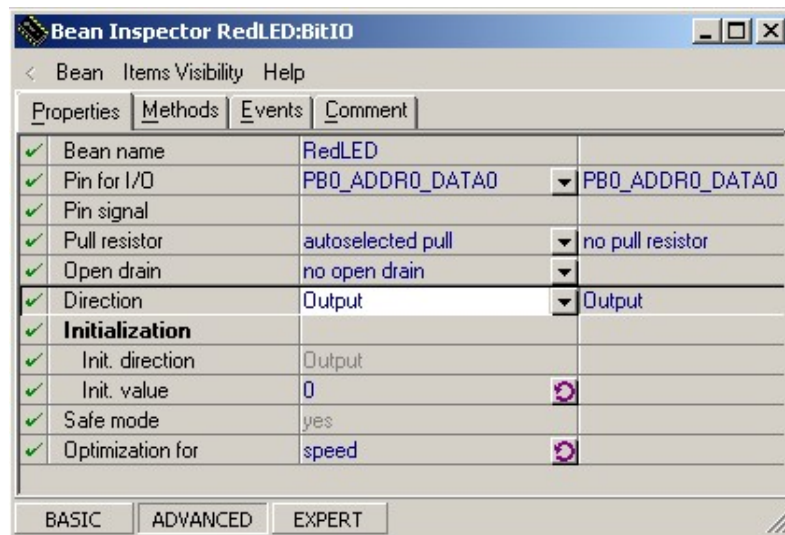 Bean Inspector RedLED:BitIO
< Bean Items Visibility Help
Properties Methods Events Comment
Bean name RedLED
Pin for I/O PB0_ADDR0_DATA0 PB0_ADDR0_DATA0
Pin signal
Pull resistor autoselected pull no pull resistor
Open drain no open drain
Direction Output Output
Initialization
Init. direction Output
Init. value 0
Safe mode yes
Optimization for speed
BASIC ADVANCED EXPERT